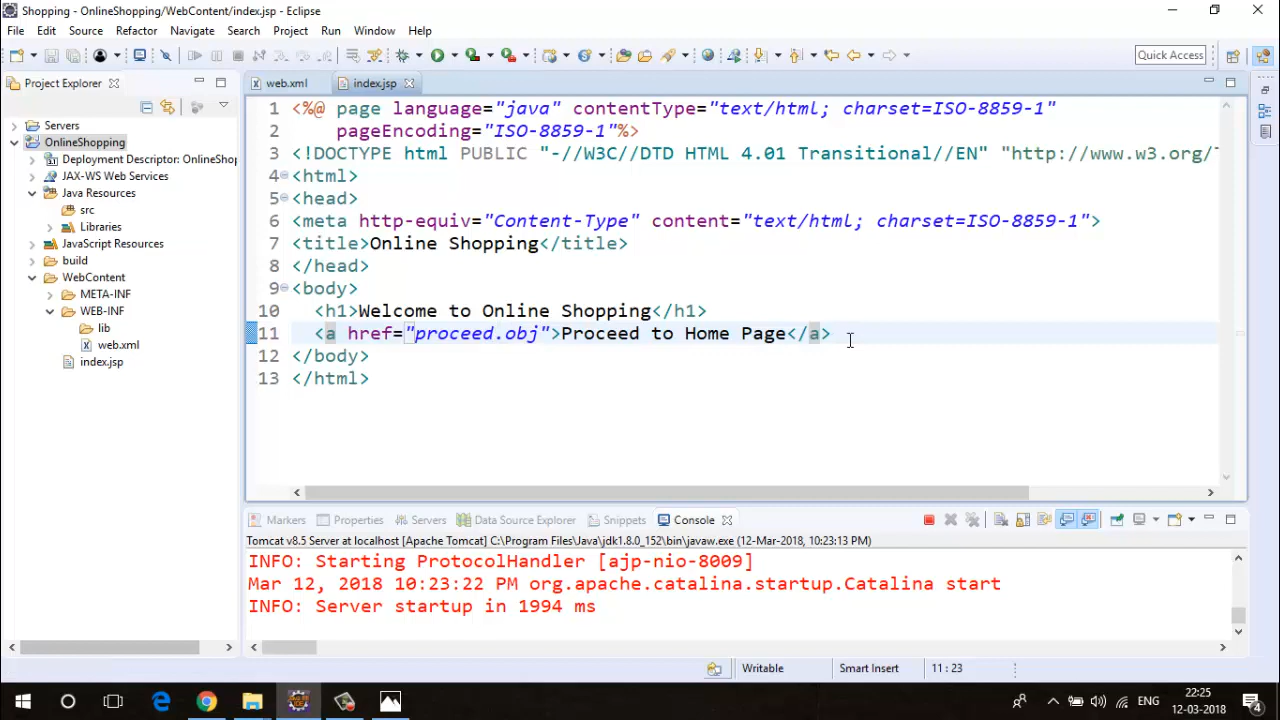 Shopping - OnlineShopping/WebContent/index.jsp - Eclipse
File Edit Source Refactor Navigate Search Project Run Window Help
Quick Access
Project Explorer
web.xml
index.jsp
Servers
OnlineShopping
Deployment Descriptor: OnlineShop
JAX-WS Web Services
Java Resources
src
Libraries
JavaScript Resources
build
WebContent
META-INF
WEB-INF
lib
web.xml
index.jsp
1 <%@ page language="java" contentType="text/html; charset=ISO-8859-1"
2 pageEncoding="ISO-8859-1"%>
3 <!DOCTYPE html PUBLIC "-//W3C//DTD HTML 4.01 Transitional//EN" "http://www.w3.org/
4 <html>
5 <head>
6 <meta http-equiv="Content-Type" content="text/html; charset=ISO-8859-1">
7 <title>Online Shopping</title>
8 </head>
9 <body>
10 <h1>Welcome to Online Shopping</h1>
11 <a href="proceed.obj">Proceed to Home Page</a>
12 </body>
13 </html>
Markers Properties Servers Data Source Explorer Snippets Console
Tomcat v8.5 Server at localhost [Apache Tomcat] C:\Program Files\Java\jdk1.8.0_152\bin\javaw.exe (12-Mar-2018, 10:23:13 PM)
INFO: Starting ProtocolHandler [ajp-nio-8009]
Mar 12, 2018 10:23:22 PM org.apache.catalina.startup.Catalina start
INFO: Server startup in 1994 ms
Writable Smart Insert 11 : 23
ENG
22:25
12-03-2018
4